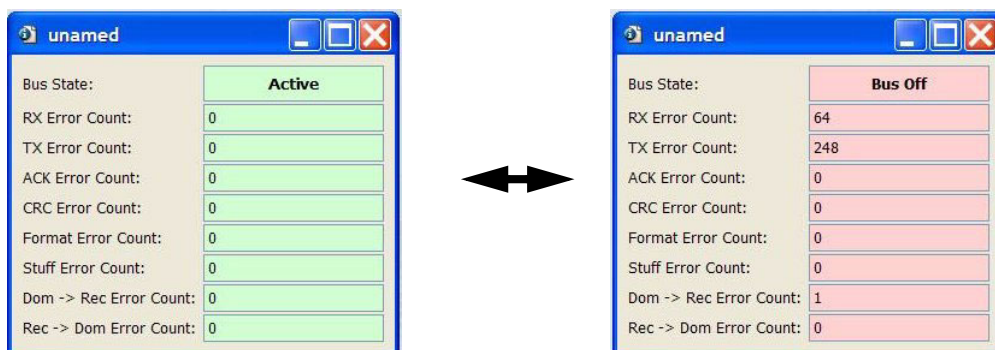 unamed
Bus State: Active
RX Error Count: 0
TX Error Count: 0
ACK Error Count: 0
CRC Error Count: 0
Format Error Count: 0
Stuff Error Count: 0
Dom -> Rec Error Count: 0
Rec -> Dom Error Count: 0
unamed
Bus State: Bus Off
RX Error Count: 64
TX Error Count: 248
ACK Error Count: 0
CRC Error Count: 0
Format Error Count: 0
Stuff Error Count: 0
Dom -> Rec Error Count: 1
Rec -> Dom Error Count: 0